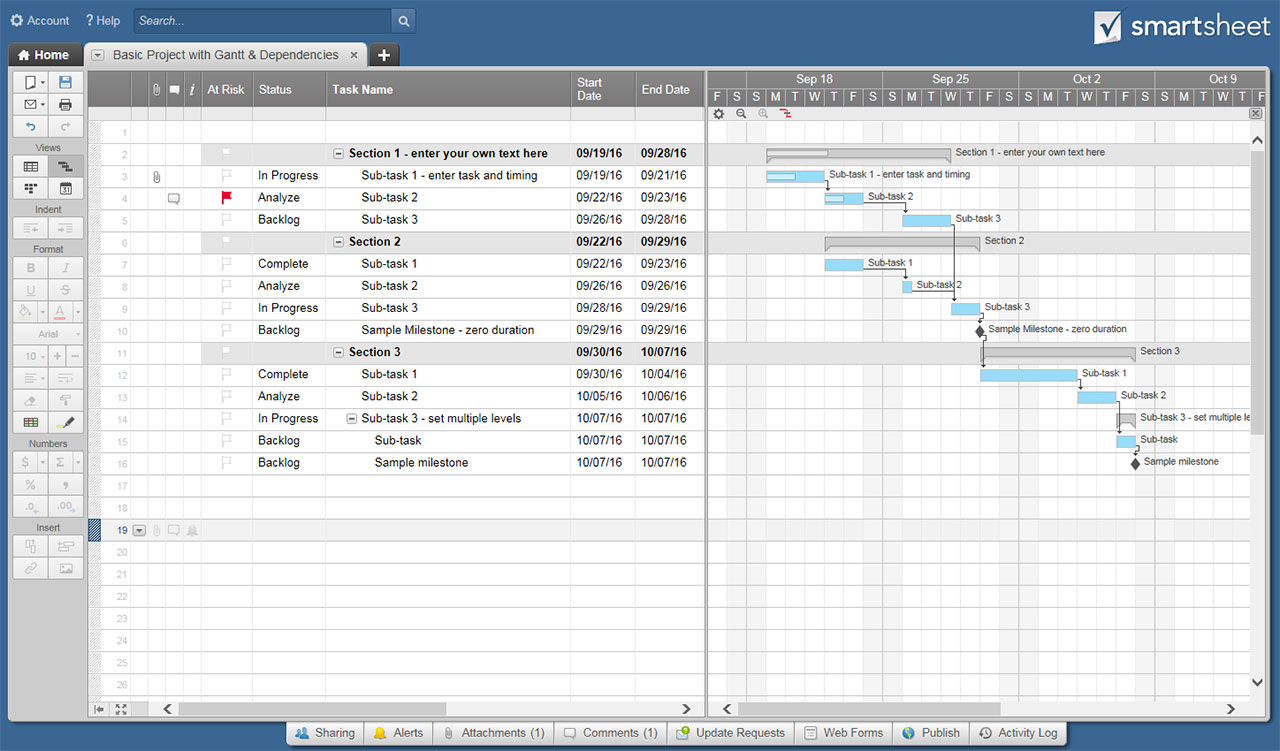 Account ? Help Search... smartsheet
Home Basic Project with Gantt & Dependencies × +
At Risk Status Task Name Start Date End Date
Sep 18 Sep 25 Oct 2 Oct 9
F S S M T W T F S S M T W T F S S M T W T F S S M T W T F
1
2 Section 1 - enter your own text here 09/19/16 09/28/16 Section 1 - enter your own text here
3 In Progress Sub-task 1 - enter task and timing 09/19/16 09/21/16 Sub-task 1 - enter task and timing
4 Analyze Sub-task 2 09/22/16 09/23/16 Sub-task 2
5 Backlog Sub-task 3 09/26/16 09/28/16 Sub-task 3
6 Section 2 09/22/16 09/29/16 Section 2
7 Complete Sub-task 1 09/22/16 09/23/16 Sub-task 1
8 Analyze Sub-task 2 09/26/16 09/26/16 Sub-task 2
9 In Progress Sub-task 3 09/28/16 09/29/16 Sub-task 3
10 Backlog Sample Milestone - zero duration 09/29/16 09/29/16 Sample Milestone - zero duration
11 Section 3 09/30/16 10/07/16 Section 3
12 Complete Sub-task 1 09/30/16 10/04/16 Sub-task 1
13 Analyze Sub-task 2 10/05/16 10/06/16 Sub-task 2
14 In Progress Sub-task 3 - set multiple levels 10/07/16 10/07/16 Sub-task 3 - set multiple le
15 Backlog Sub-task 10/07/16 10/07/16 Sub-task
16 Backlog Sample milestone 10/07/16 10/07/16 Sample milestone
17
18
19
20
21
22
23
24
25
26
Views
31
Indent
Format
B I
U S
A
Arial
10 + −
Numbers
$ Σ
% ,
.0 .00
Insert
Sharing Alerts Attachments (1) Comments (1) Update Requests Web Forms Publish Activity Log